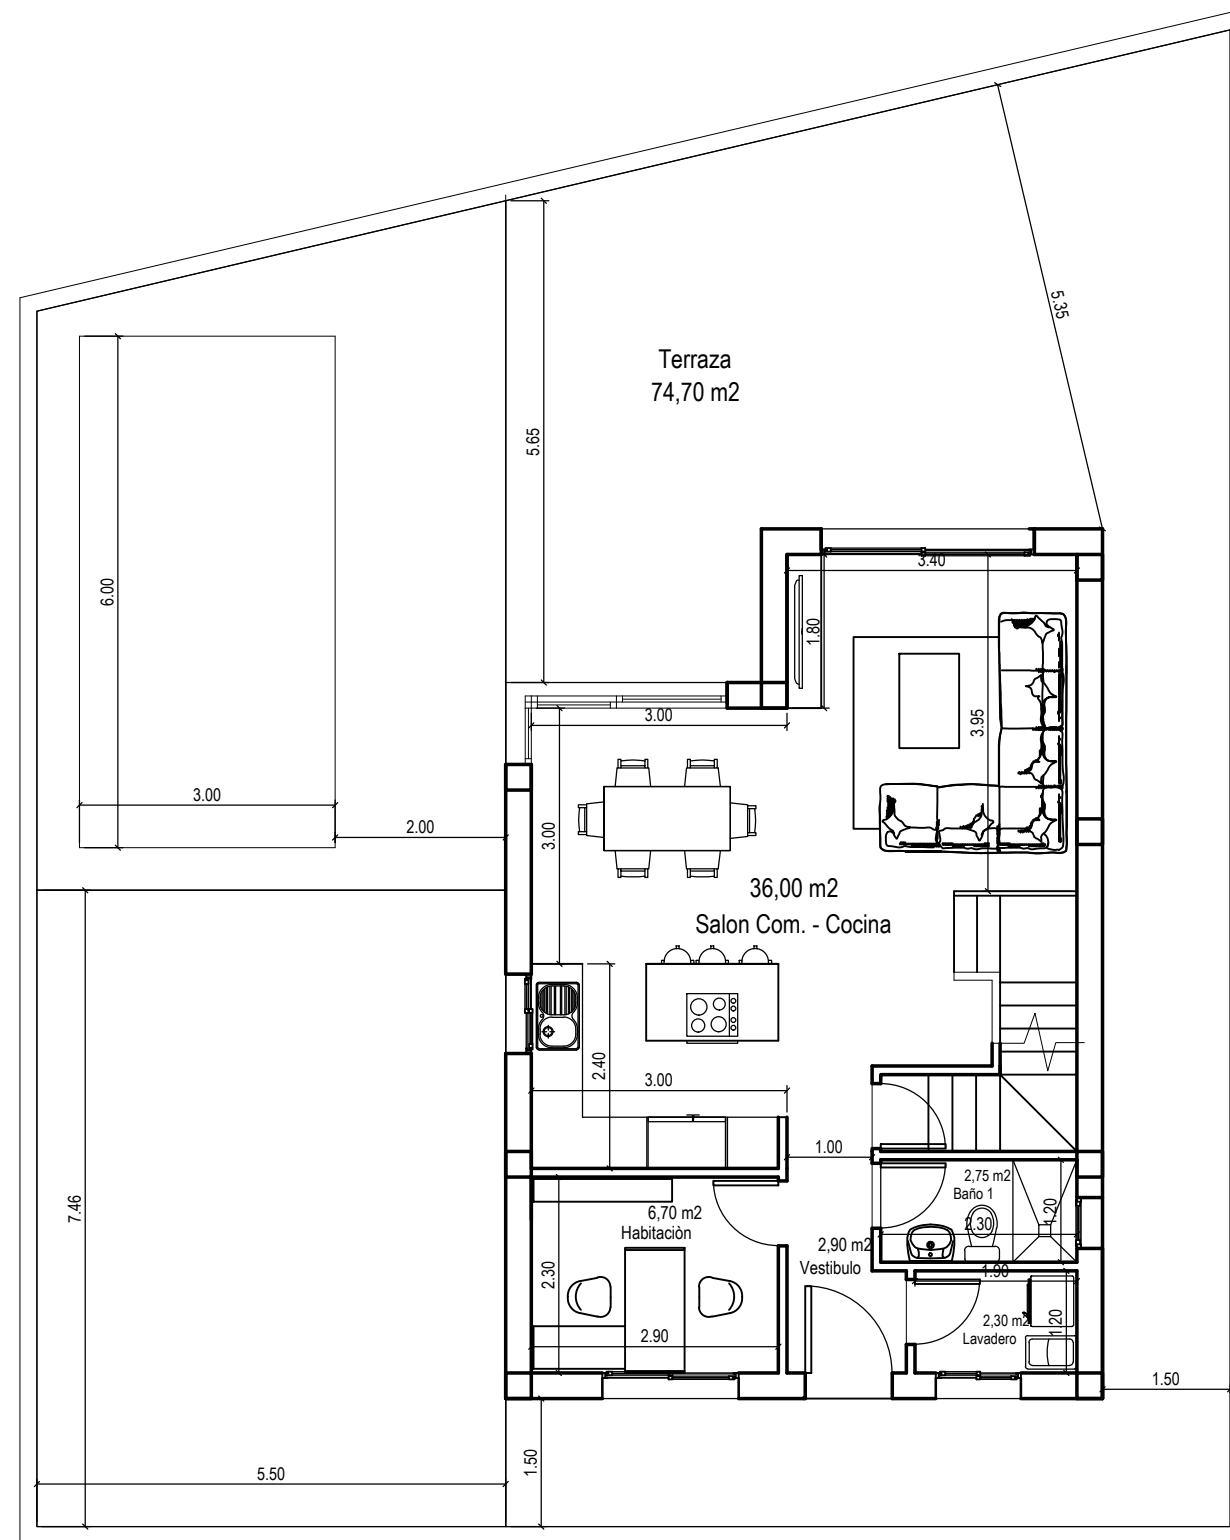 5.35
Terraza
74,70 m2
5.65
6.00
3.40
1.80
3.95
3.00
3.00
2.00
3.00
36,00 m2
Salon Com. - Cocina
2.40
3.00
1.00
7.46
2,75 m2
Baño 1
1.20
2.30
6,70 m2
Habitaciòn
2,90 m2
Vestibulo
2.30
1.90
2,30 m2
Lavadero
1.20
2.90
1.50
5.50
1.50